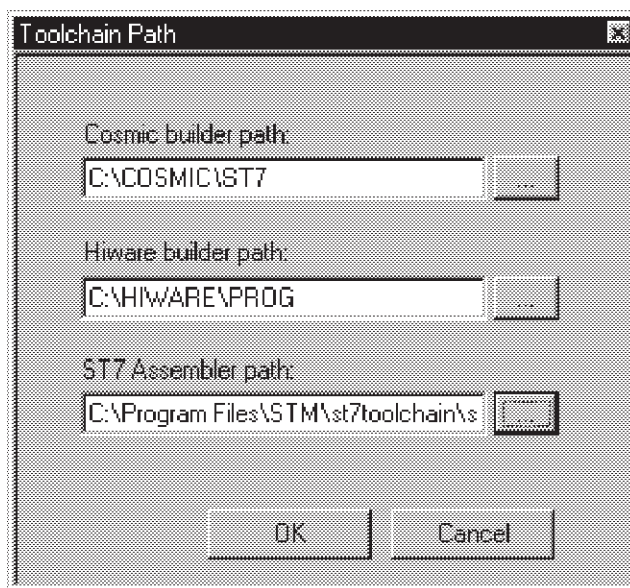 Toolchain Path
Cosmic builder path:
C:\COSMIC\ST7
...
Hiware builder path:
C:\HIWARE\PROG
...
ST7 Assembler path:
C:\Program Files\STM\st7toolchain\s
...
OK
Cancel